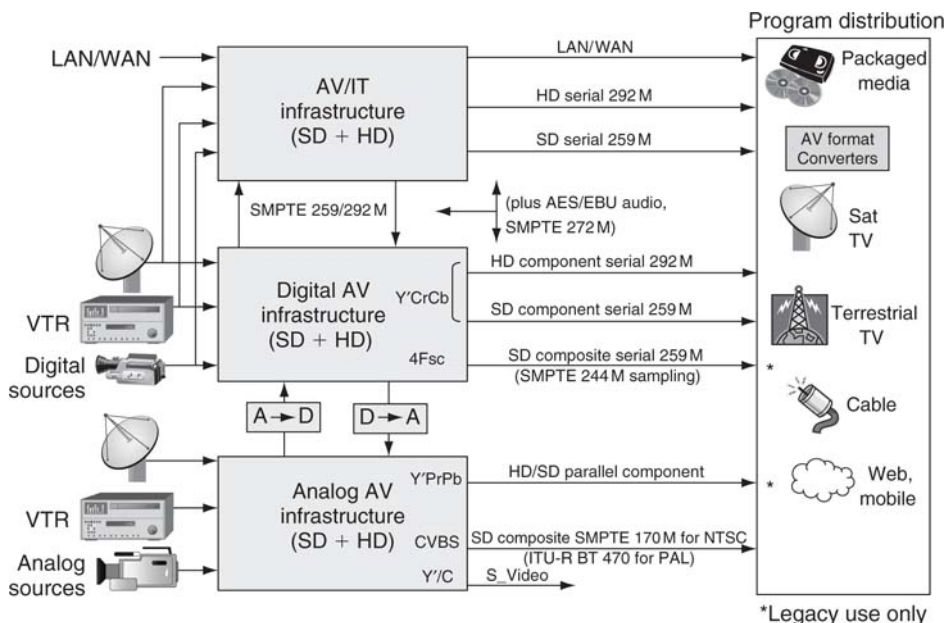 Program distribution
LAN/WAN
AV/IT
infrastructure
(SD + HD)
LAN/WAN
HD serial 292 M
SD serial 259 M
Packaged
media
AV format
Converters
SMPTE 259/292 M
(plus AES/EBU audio,
SMPTE 272 M)
Sat
TV
VTR
Digital
sources
Digital AV
infrastructure
(SD + HD)
Y′CrCb
4Fsc
HD component serial 292 M
SD component serial 259 M
SD composite serial 259 M
(SMPTE 244 M sampling)
*
Terrestrial
TV
Cable
A → D
D → A
VTR
Analog
sources
Analog AV
infrastructure
(SD + HD)
Y′PrPb
CVBS
Y′/C
HD/SD parallel component
*
SD composite SMPTE 170 M for NTSC
(ITU-R BT 470 for PAL)
S_Video
Web,
mobile
*Legacy use only